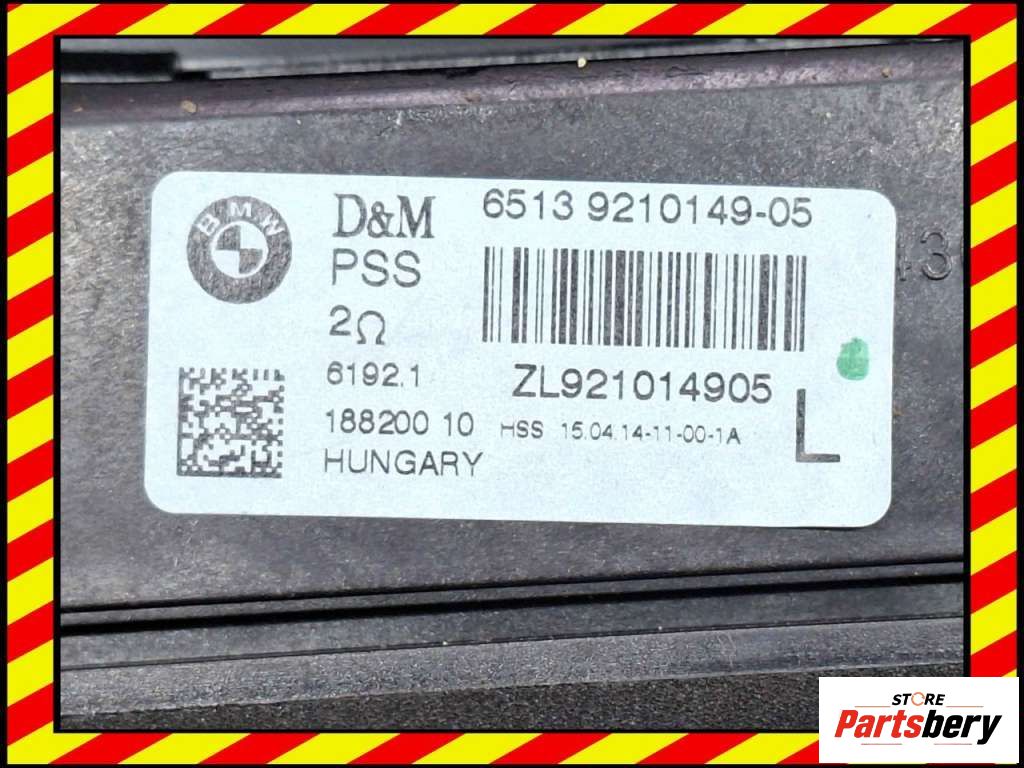 BMW
D&M
PSS
2Ω
6192.1
188200 10
HUNGARY
6513 9210149-05
ZL921014905
HSS 15.04.14-11-00-1A
L
STORE
Partsbery